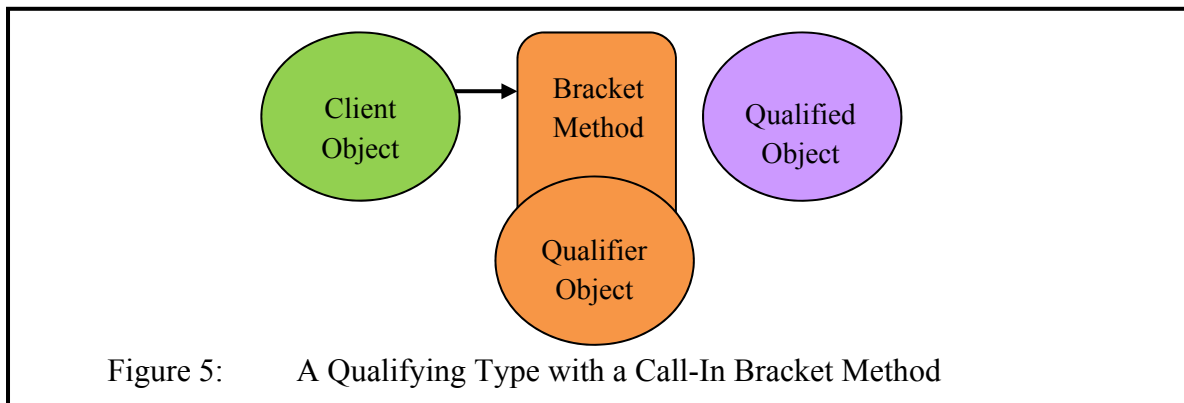 Client
Object
Bracket
Method
Qualified
Object
Qualifier
Object
Figure 5: A Qualifying Type with a Call-In Bracket Method